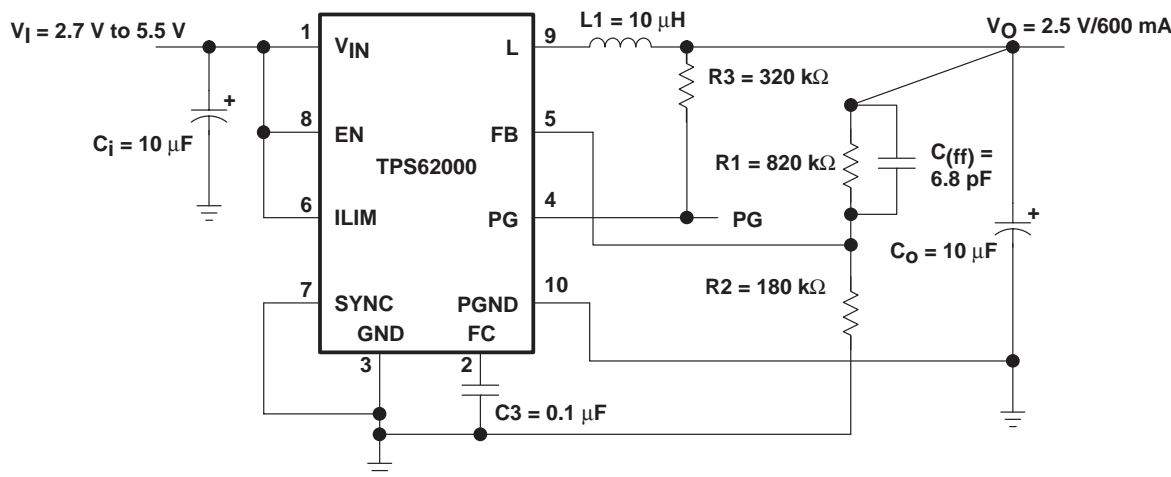 V_I = 2.7 V to 5.5 V
1
V_IN
L
9
L1 = 10 μH
V_O = 2.5 V/600 mA
R3 = 320 kΩ
+
C_i = 10 μF
8
EN
FB
5
TPS62000
R1 = 820 kΩ
C_(ff) =
6.8 pF
6
ILIM
PG
4
PG
+
C_o = 10 μF
7
SYNC
PGND
10
R2 = 180 kΩ
GND
FC
3
2
C3 = 0.1 μF